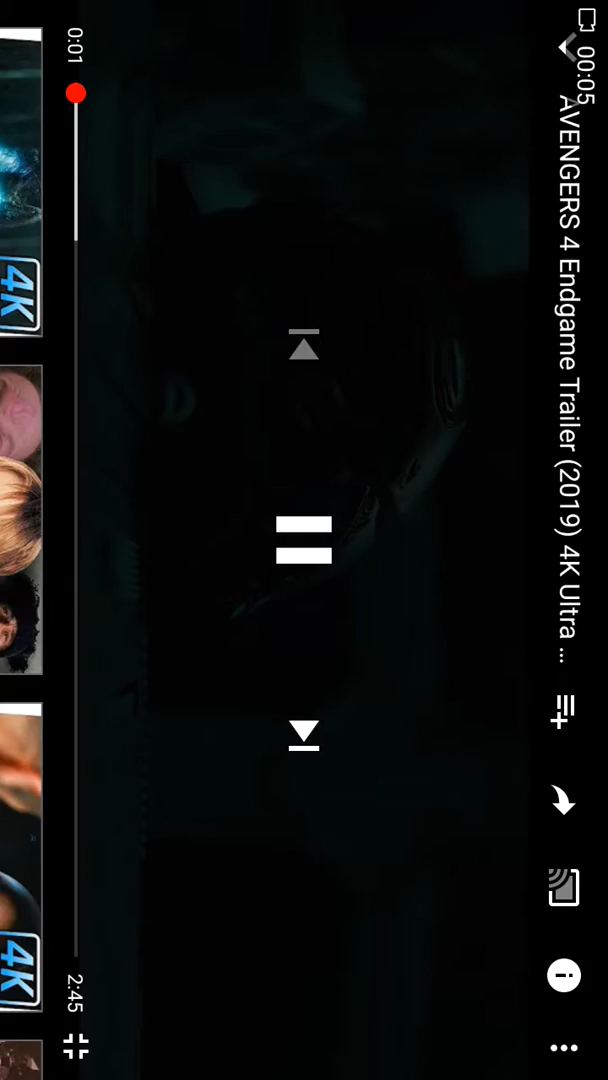 00:05
AVENGERS 4 Endgame Trailer (2019) 4K Ultra ...
0:01
2:45
4K
4K